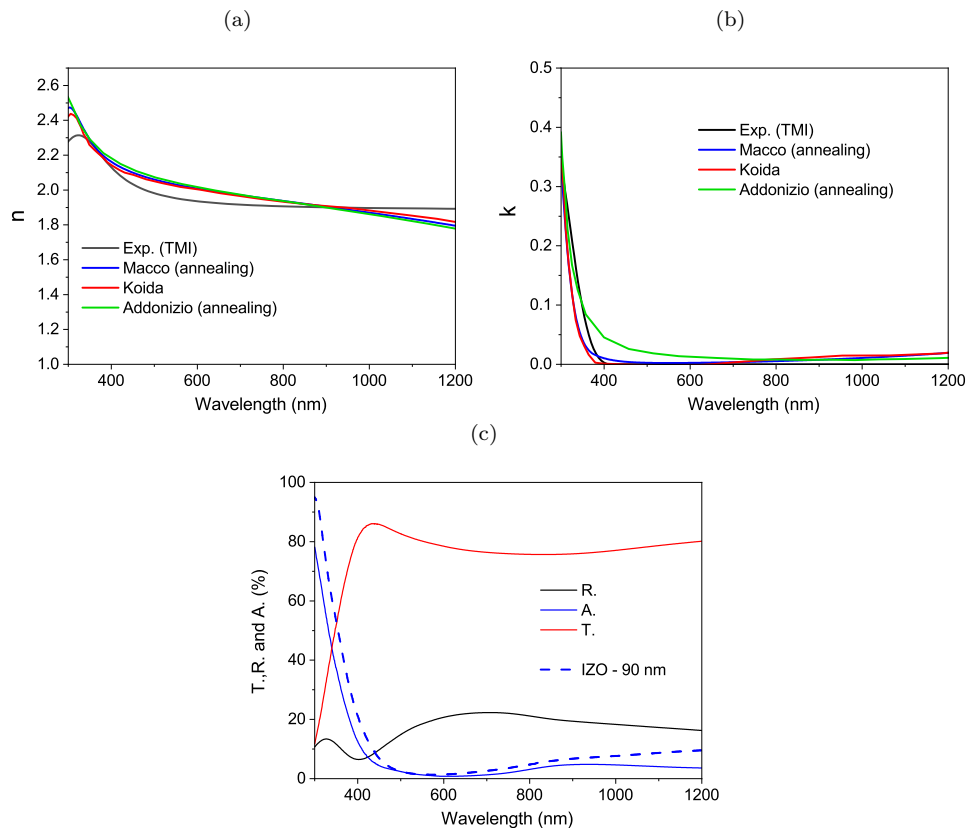 (a)
(b)
2.6
2.4
2.2
2.0
1.8
1.6
1.4
1.2
1.0
n
Exp. (TMI)
Macco (annealing)
Koida
Addonizio (annealing)
400 600 800 1000 1200
Wavelength (nm)
0.5
0.4
0.3
0.2
0.1
0.0
k
Exp. (TMI)
Macco (annealing)
Koida
Addonizio (annealing)
400 600 800 1000 1200
Wavelength (nm)
(c)
100
80
60
40
20
0
T.,R. and A. (%)
R.
A.
T.
IZO - 90 nm
400 600 800 1000 1200
Wavelength (nm)